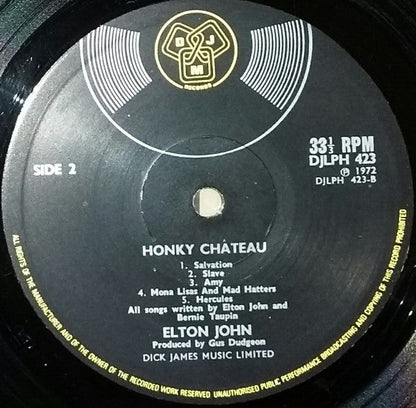 D J
M
RECORDS
SIDE 2
33⅓ RPM
DJLPH 423
Ⓟ 1972
DJLPH 423-B
HONKY CHÂTEAU
1. Salvation
2. Slave
3. Amy
4. Mona Lisas And Mad Hatters
5. Hercules
All songs written by Elton John and
Bernie Taupin
ELTON JOHN
Produced by Gus Dudgeon
DICK JAMES MUSIC LIMITED
ALL RIGHTS OF THE MANUFACTURER AND OF THE OWNER OF THE RECORDED WORK RESERVED UNAUTHORISED PUBLIC PERFORMANCE BROADCASTING AND COPYING OF THIS RECORD PROHIBITED